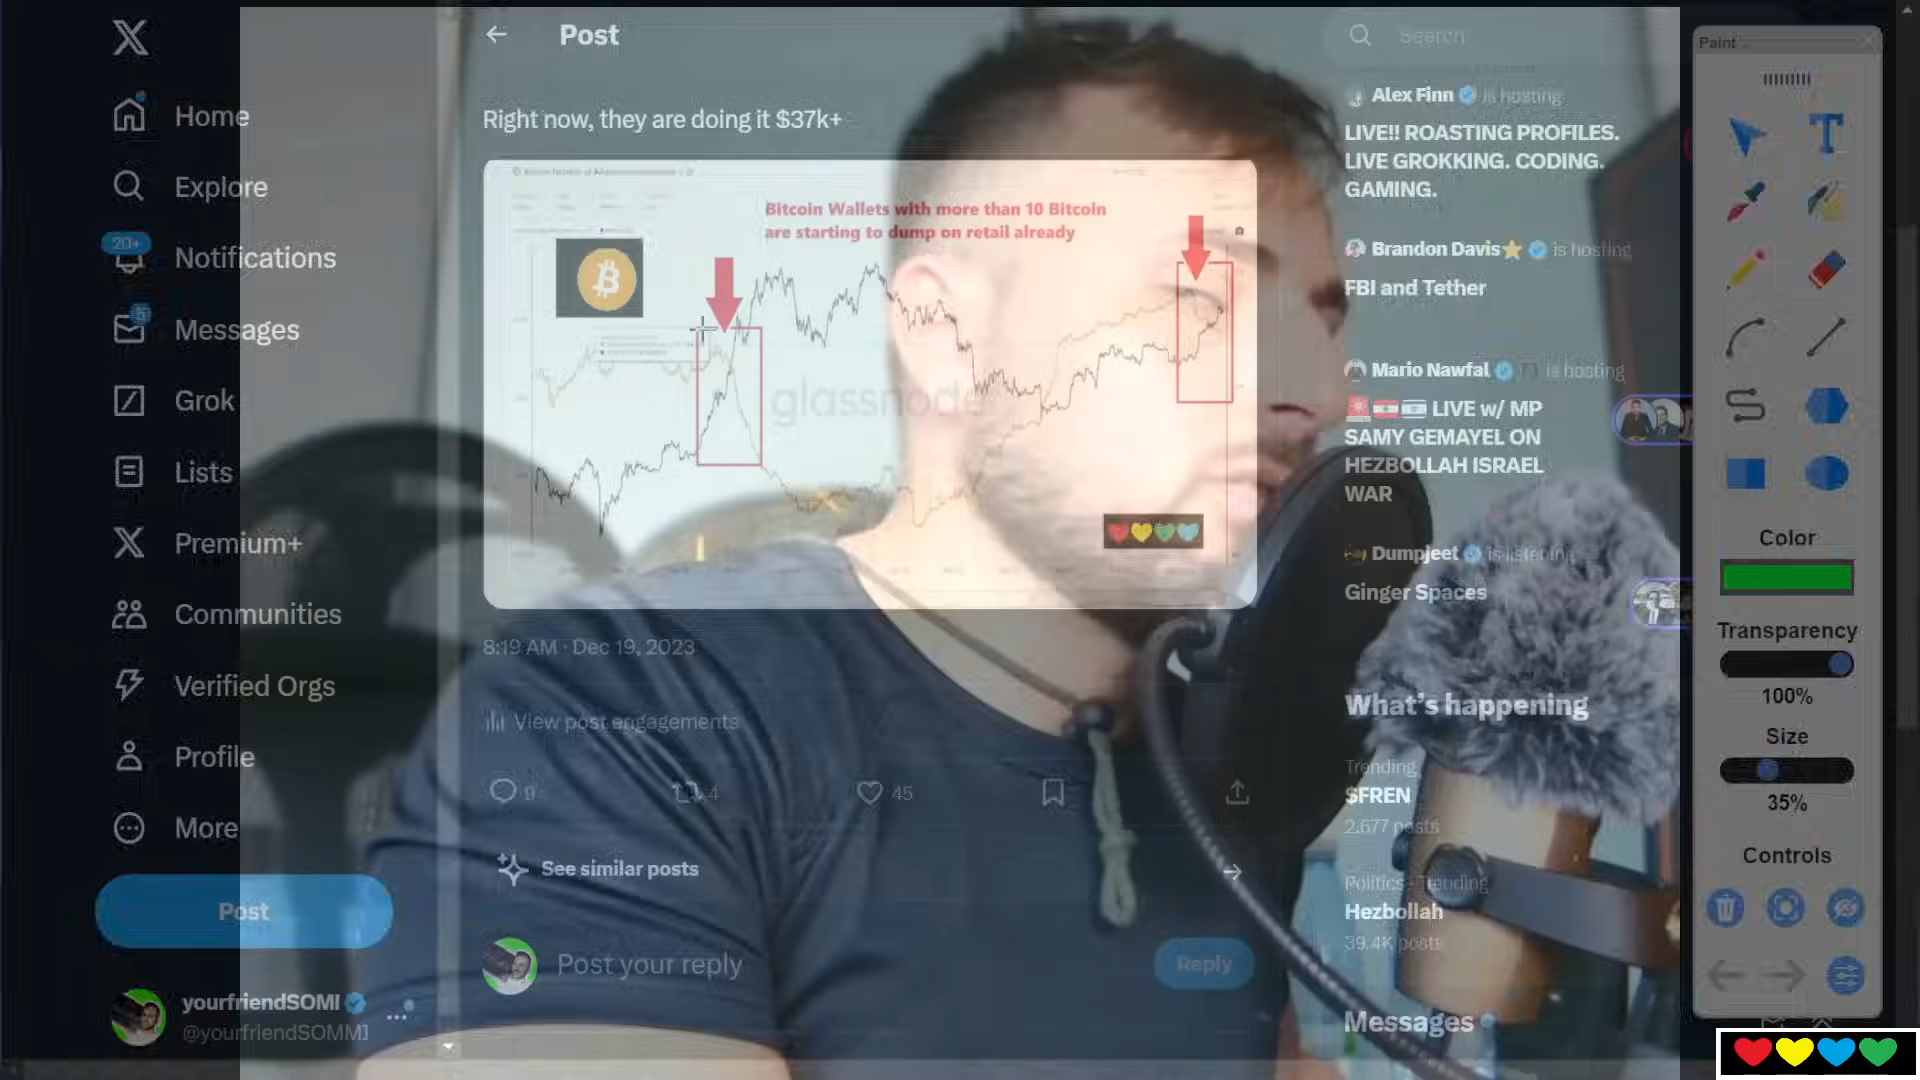 Home
Explore
20+
Notifications
Messages
Grok
Lists
Premium+
Communities
Verified Orgs
Profile
More
Post
yourfriendSOMI
Post
Right now, they are doing it $37k+
Bitcoin Wallets with more than 10 Bitcoin
are starting to dump on retail already
glassnode
8:19 AM · Dec 19, 2023
View post engagements
9
4
45
See similar posts
Post your reply
Reply
Search
Alex Finn is hosting
LIVE!! ROASTING PROFILES.
LIVE GROKKING. CODING.
GAMING.
Brandon Davis is hosting
FBI and Tether
Mario Nawfal is hosting
LIVE w/ MP
SAMY GEMAYEL ON
HEZBOLLAH ISRAEL
WAR
Dumpjeet is listening
Ginger Spaces
What's happening
Trending
$FREN
2,677 posts
Politics · Trending
Hezbollah
39.4K posts
Messages
Paint
Color
Transparency
100%
Size
35%
Controls